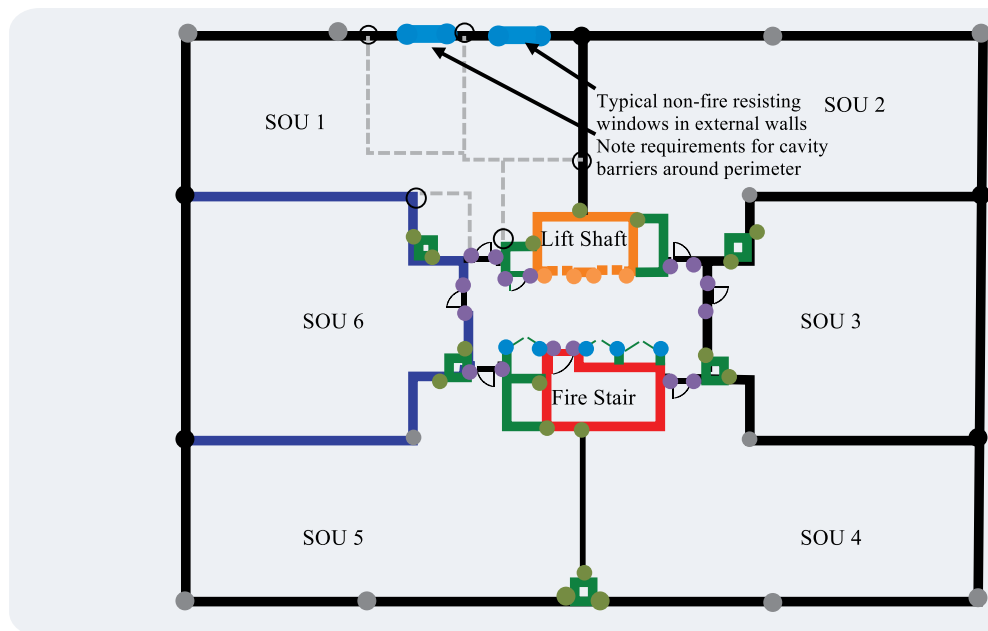 Typical non-fire resisting
windows in external walls
Note requirements for cavity
barriers around perimeter
SOU 1
SOU 2
Lift Shaft
SOU 6
SOU 3
Fire Stair
SOU 5
SOU 4